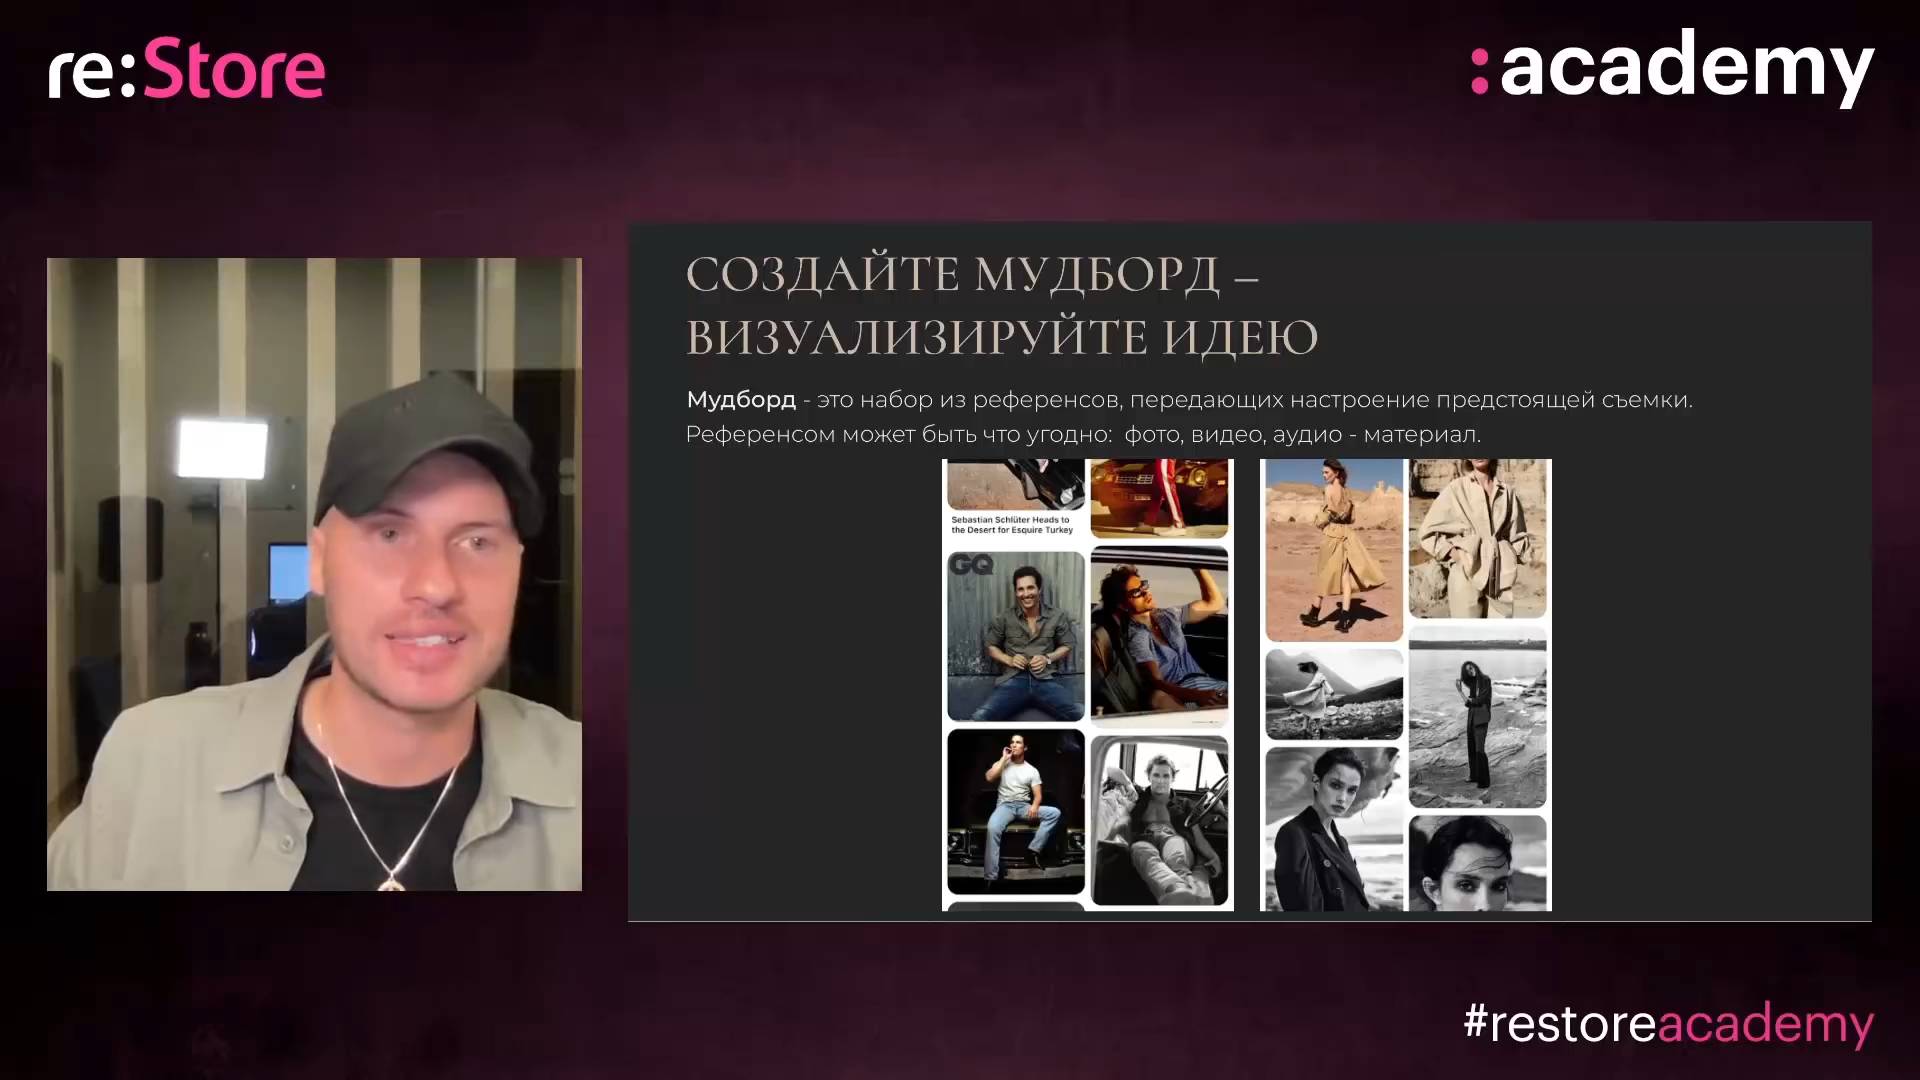 re:Store
:academy
СОЗДАЙТЕ МУДБОРД –
ВИЗУАЛИЗИРУЙТЕ ИДЕЮ
Мудборд - это набор из референсов, передающих настроение предстоящей съемки.
Референсом может быть что угодно: фото, видео, аудио - материал.
Sebastian Schlüter Heads to
the Desert for Esquire Turkey
GQ
#restoreacademy